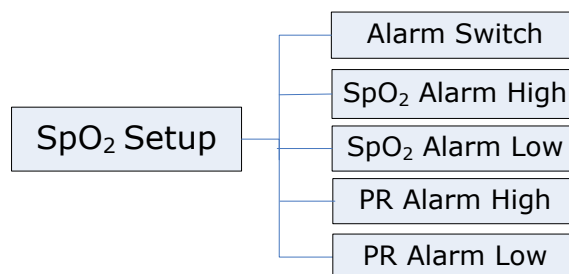 Alarm Switch
SpO₂ Alarm High
SpO₂ Setup
SpO₂ Alarm Low
PR Alarm High
PR Alarm Low